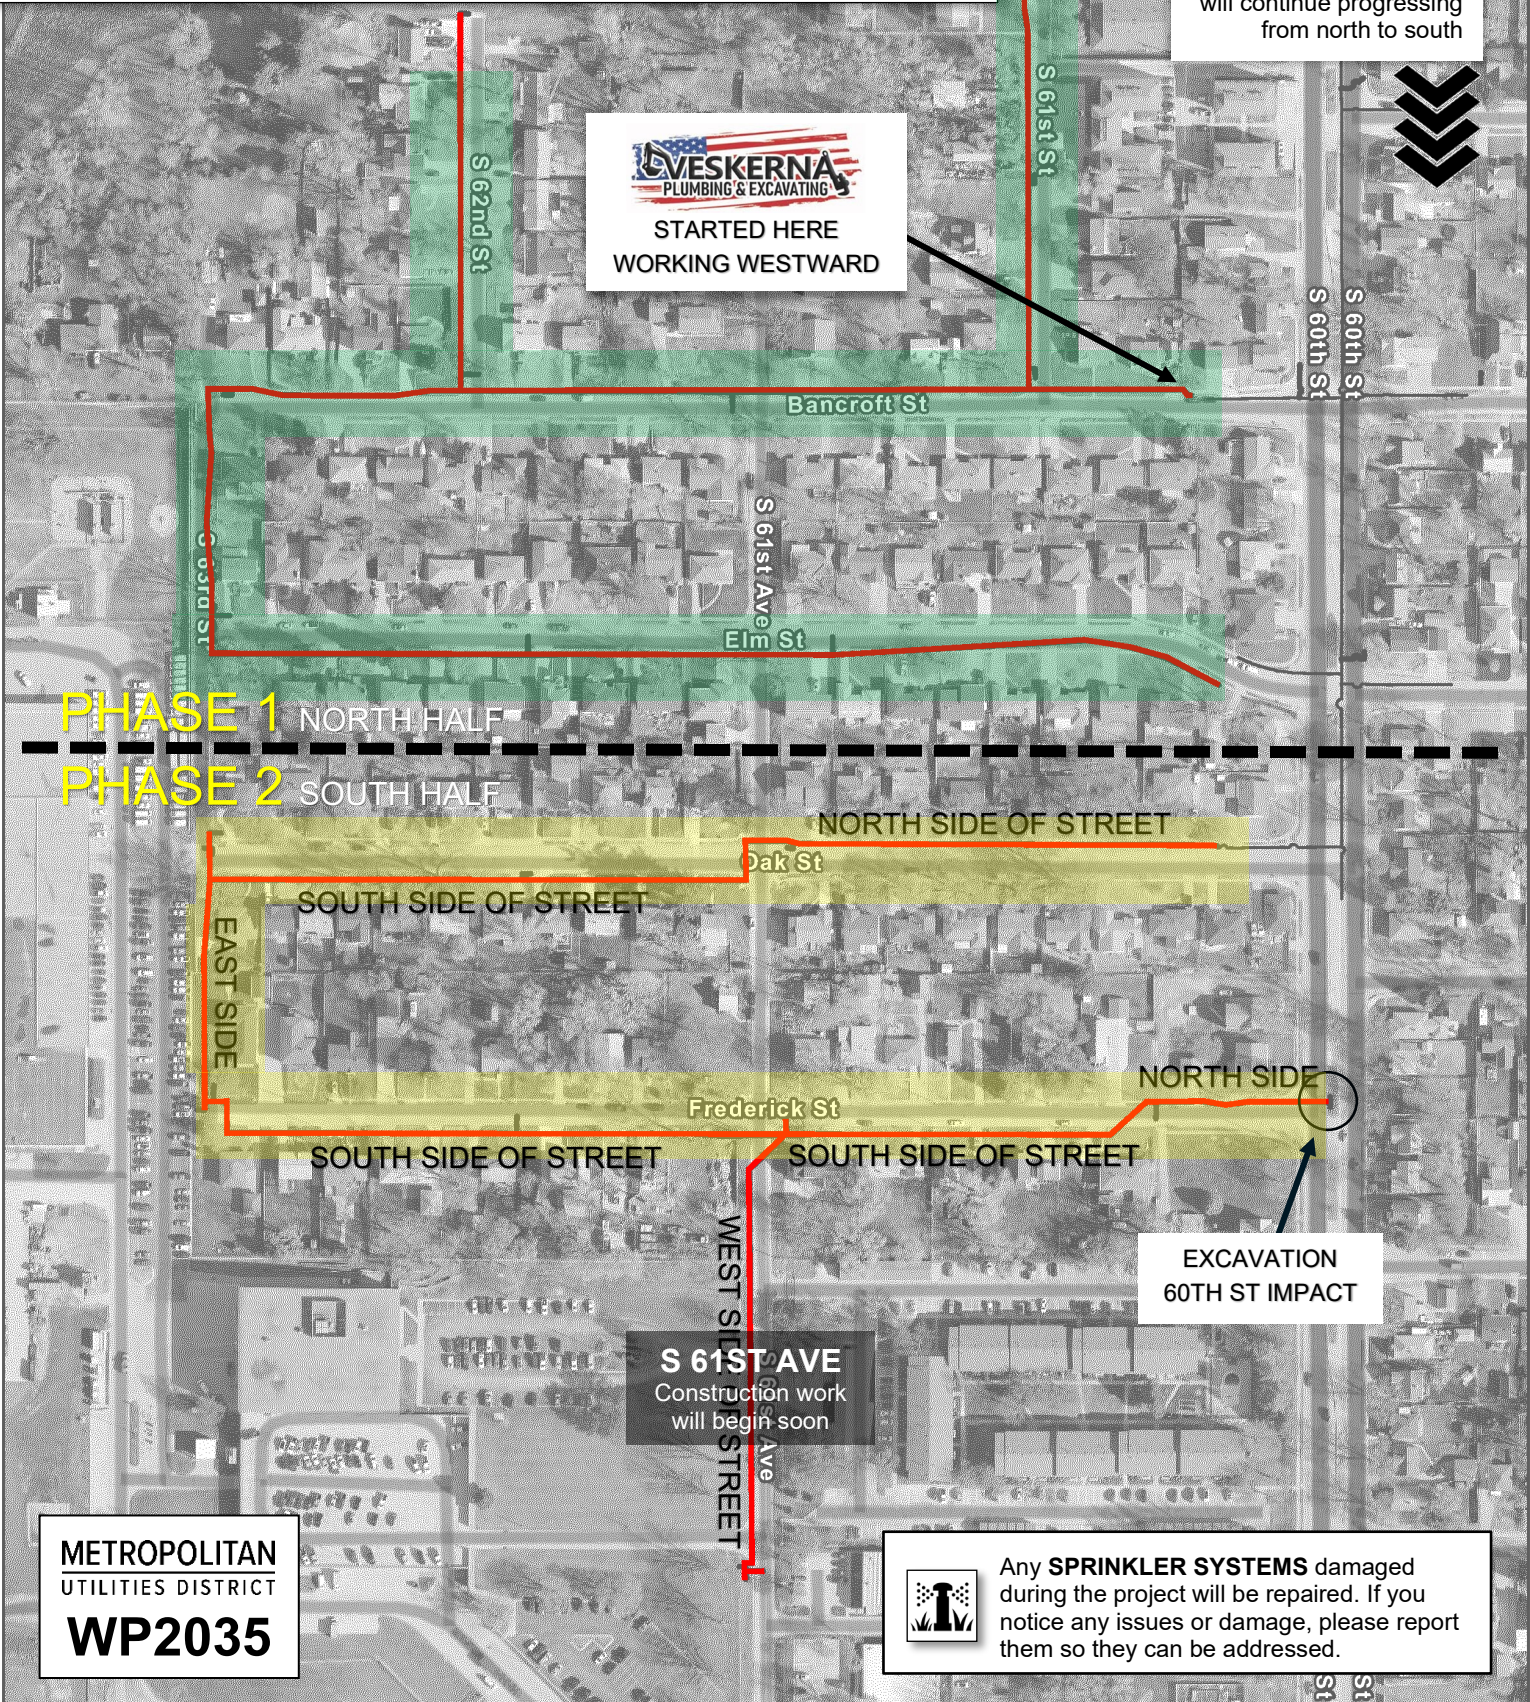 will continue progressing
from north to south
S 61st St
S 62nd St
VESKERNA
PLUMBING & EXCAVATING
STARTED HERE
WORKING WESTWARD
S 60th St
S 60th St
Bancroft St
S 61st Ave
S 63rd St
Elm St
PHASE 1 NORTH HALF
PHASE 2 SOUTH HALF
NORTH SIDE OF STREET
Oak St
SOUTH SIDE OF STREET
EAST SIDE
NORTH SIDE
Frederick St
SOUTH SIDE OF STREET
SOUTH SIDE OF STREET
WEST SIDE OF STREET
EXCAVATION
60TH ST IMPACT
S 61ST AVE
Construction work
will begin soon
S 61st Ave
METROPOLITAN
UTILITIES DISTRICT
WP2035
Any SPRINKLER SYSTEMS damaged
during the project will be repaired. If you
notice any issues or damage, please report
them so they can be addressed.
St
St